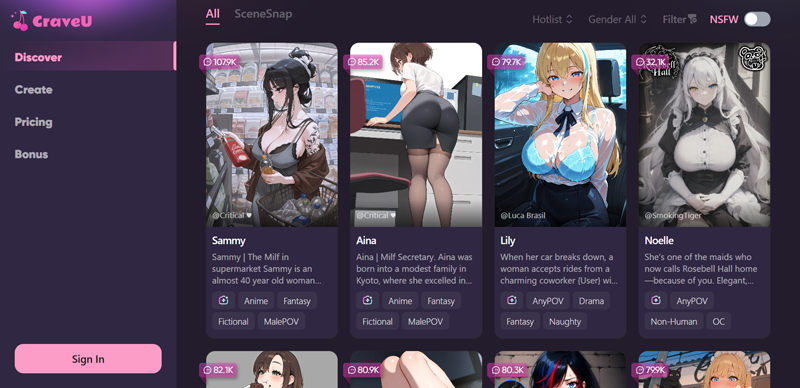 CraveU
Discover
Create
Pricing
Bonus
Sign In
All
SceneSnap
Hotlist
Gender All
Filter
NSFW
107.9K
@Critical
Sammy
Sammy | The Milf in
supermarket Sammy is an
almost 40 year old woman...
Anime
Fantasy
Fictional
MalePOV
85.2K
@Critical
Aina
Aina | Milf Secretary. Aina was
born into a modest family in
Kyoto, where she excelled in...
Anime
Fantasy
Fictional
MalePOV
79.7K
@Luca Brasil
Lily
When her car breaks down, a
woman accepts rides from a
charming coworker {User} wi...
AnyPOV
Drama
Fantasy
Naughty
32.1K
Hall
@SmokingTiger
Noelle
She's one of the maids who
now calls Rosebell Hall home
—because of you. Elegant,...
AnyPOV
Non-Human
OC
82.1K
80.9K
80.3K
79.9K